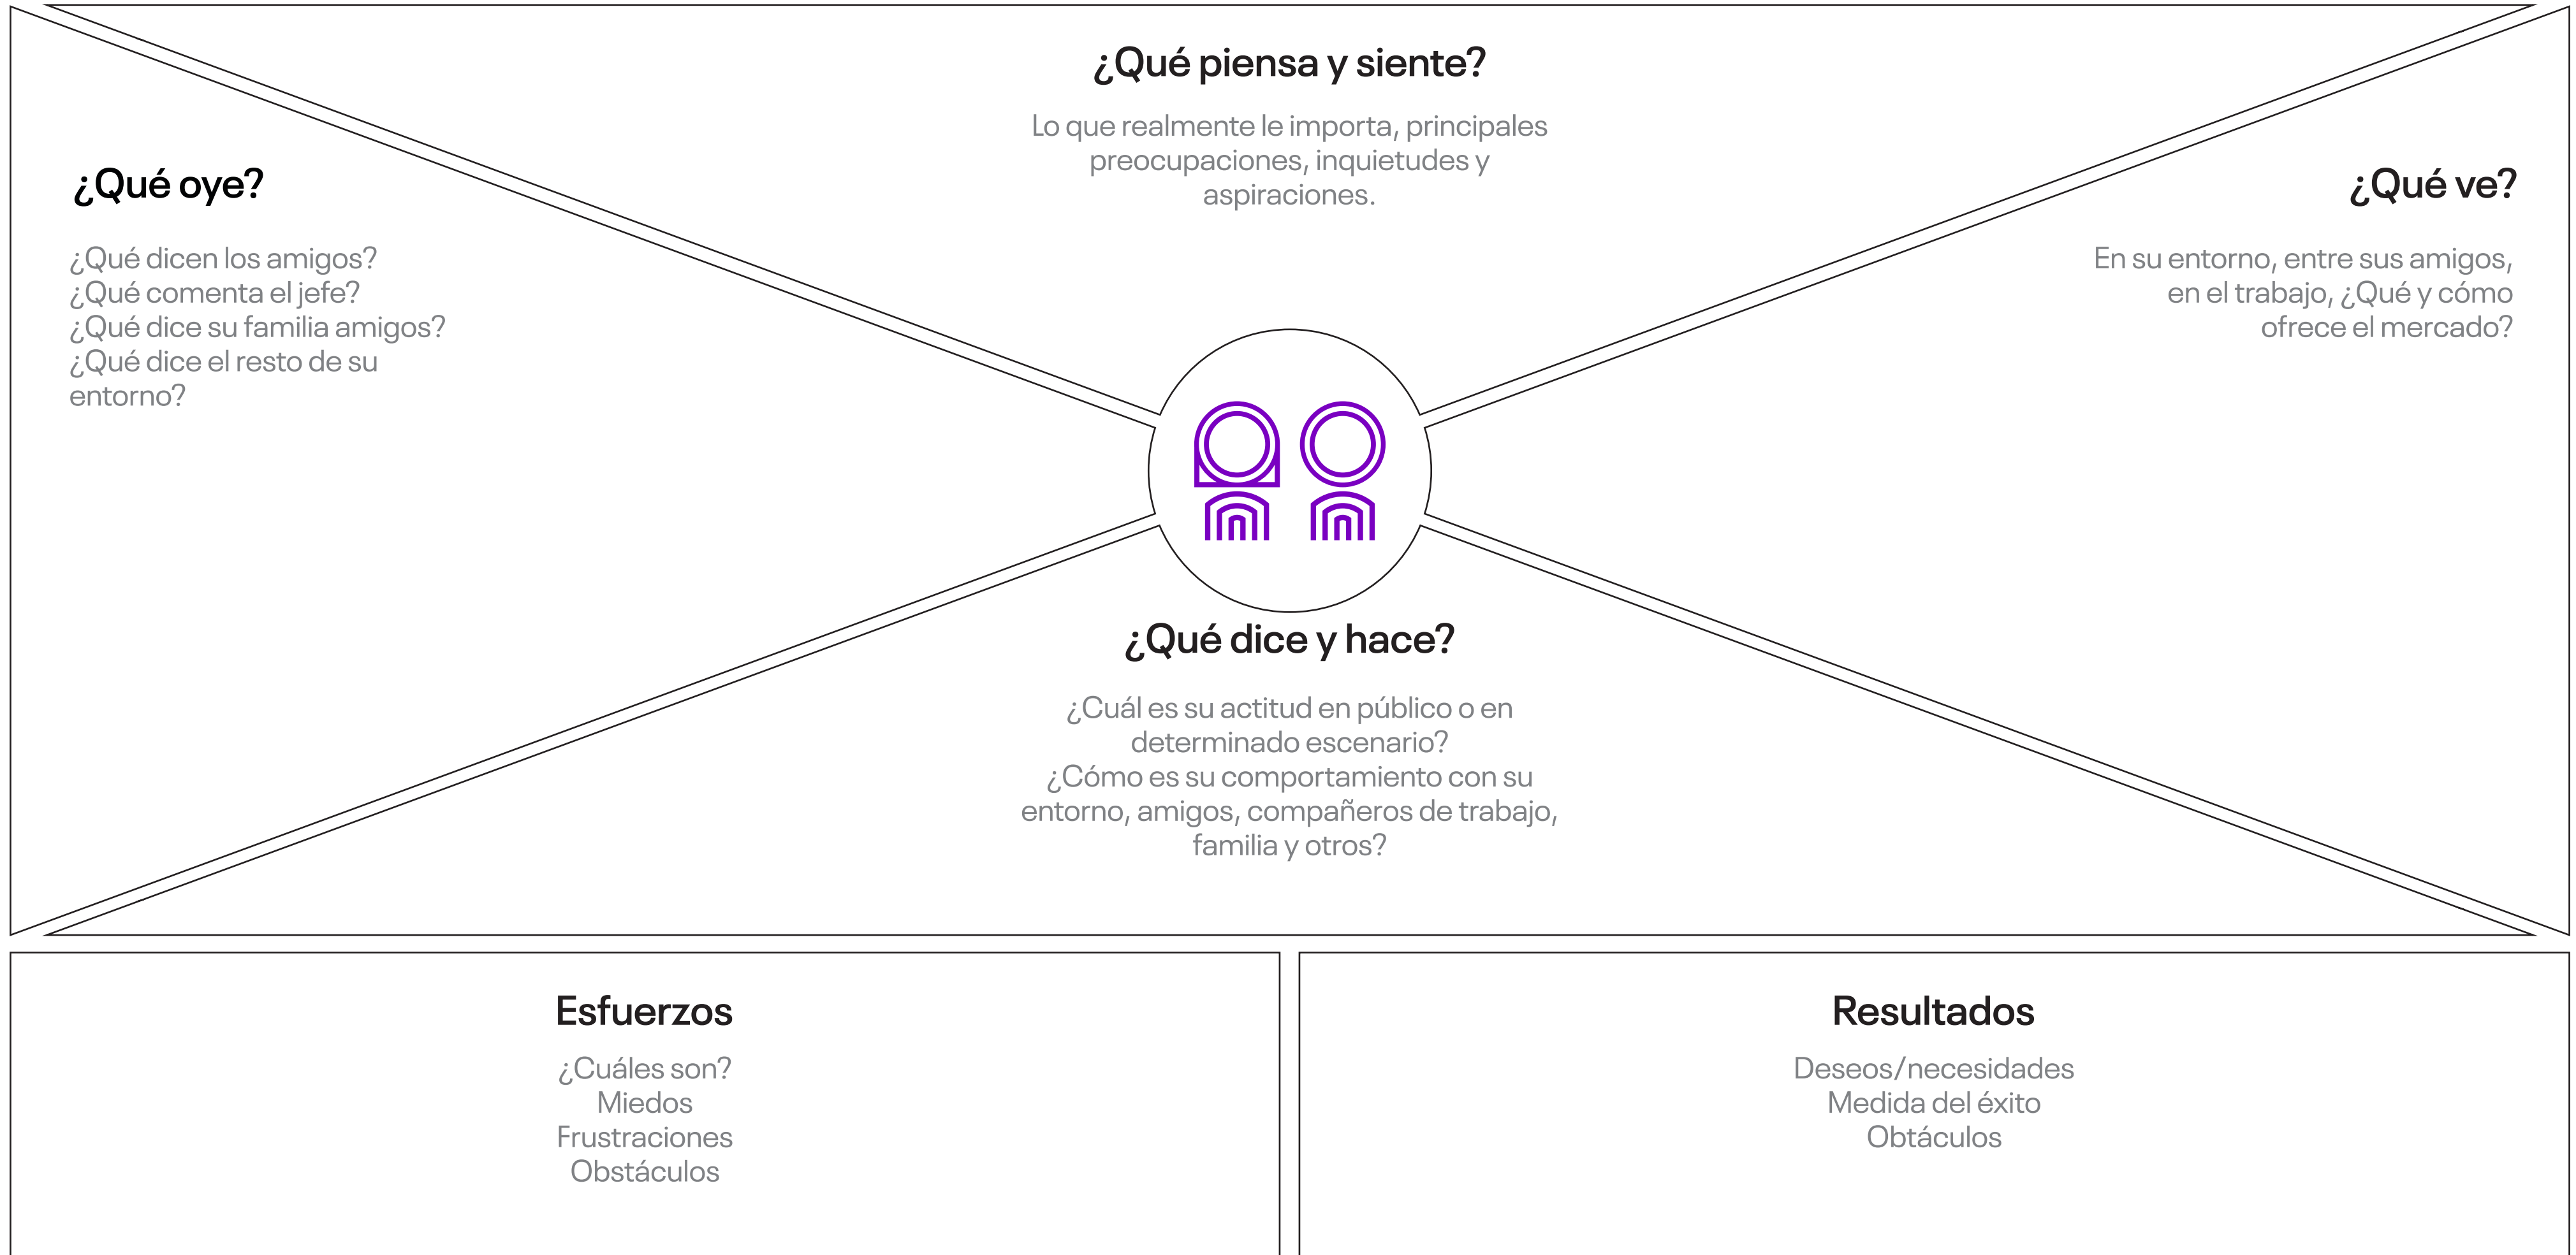 ¿Qué piensa y siente?
Lo que realmente le importa, principales
preocupaciones, inquietudes y
aspiraciones.
¿Qué oye?
¿Qué dicen los amigos?
¿Qué comenta el jefe?
¿Qué dice su familia amigos?
¿Qué dice el resto de su
entorno?
¿Qué ve?
En su entorno, entre sus amigos,
en el trabajo, ¿Qué y cómo
ofrece el mercado?
¿Qué dice y hace?
¿Cuál es su actitud en público o en
determinado escenario?
¿Cómo es su comportamiento con su
entorno, amigos, compañeros de trabajo,
familia y otros?
Esfuerzos
¿Cuáles son?
Miedos
Frustraciones
Obstáculos
Resultados
Deseos/necesidades
Medida del éxito
Obtáculos